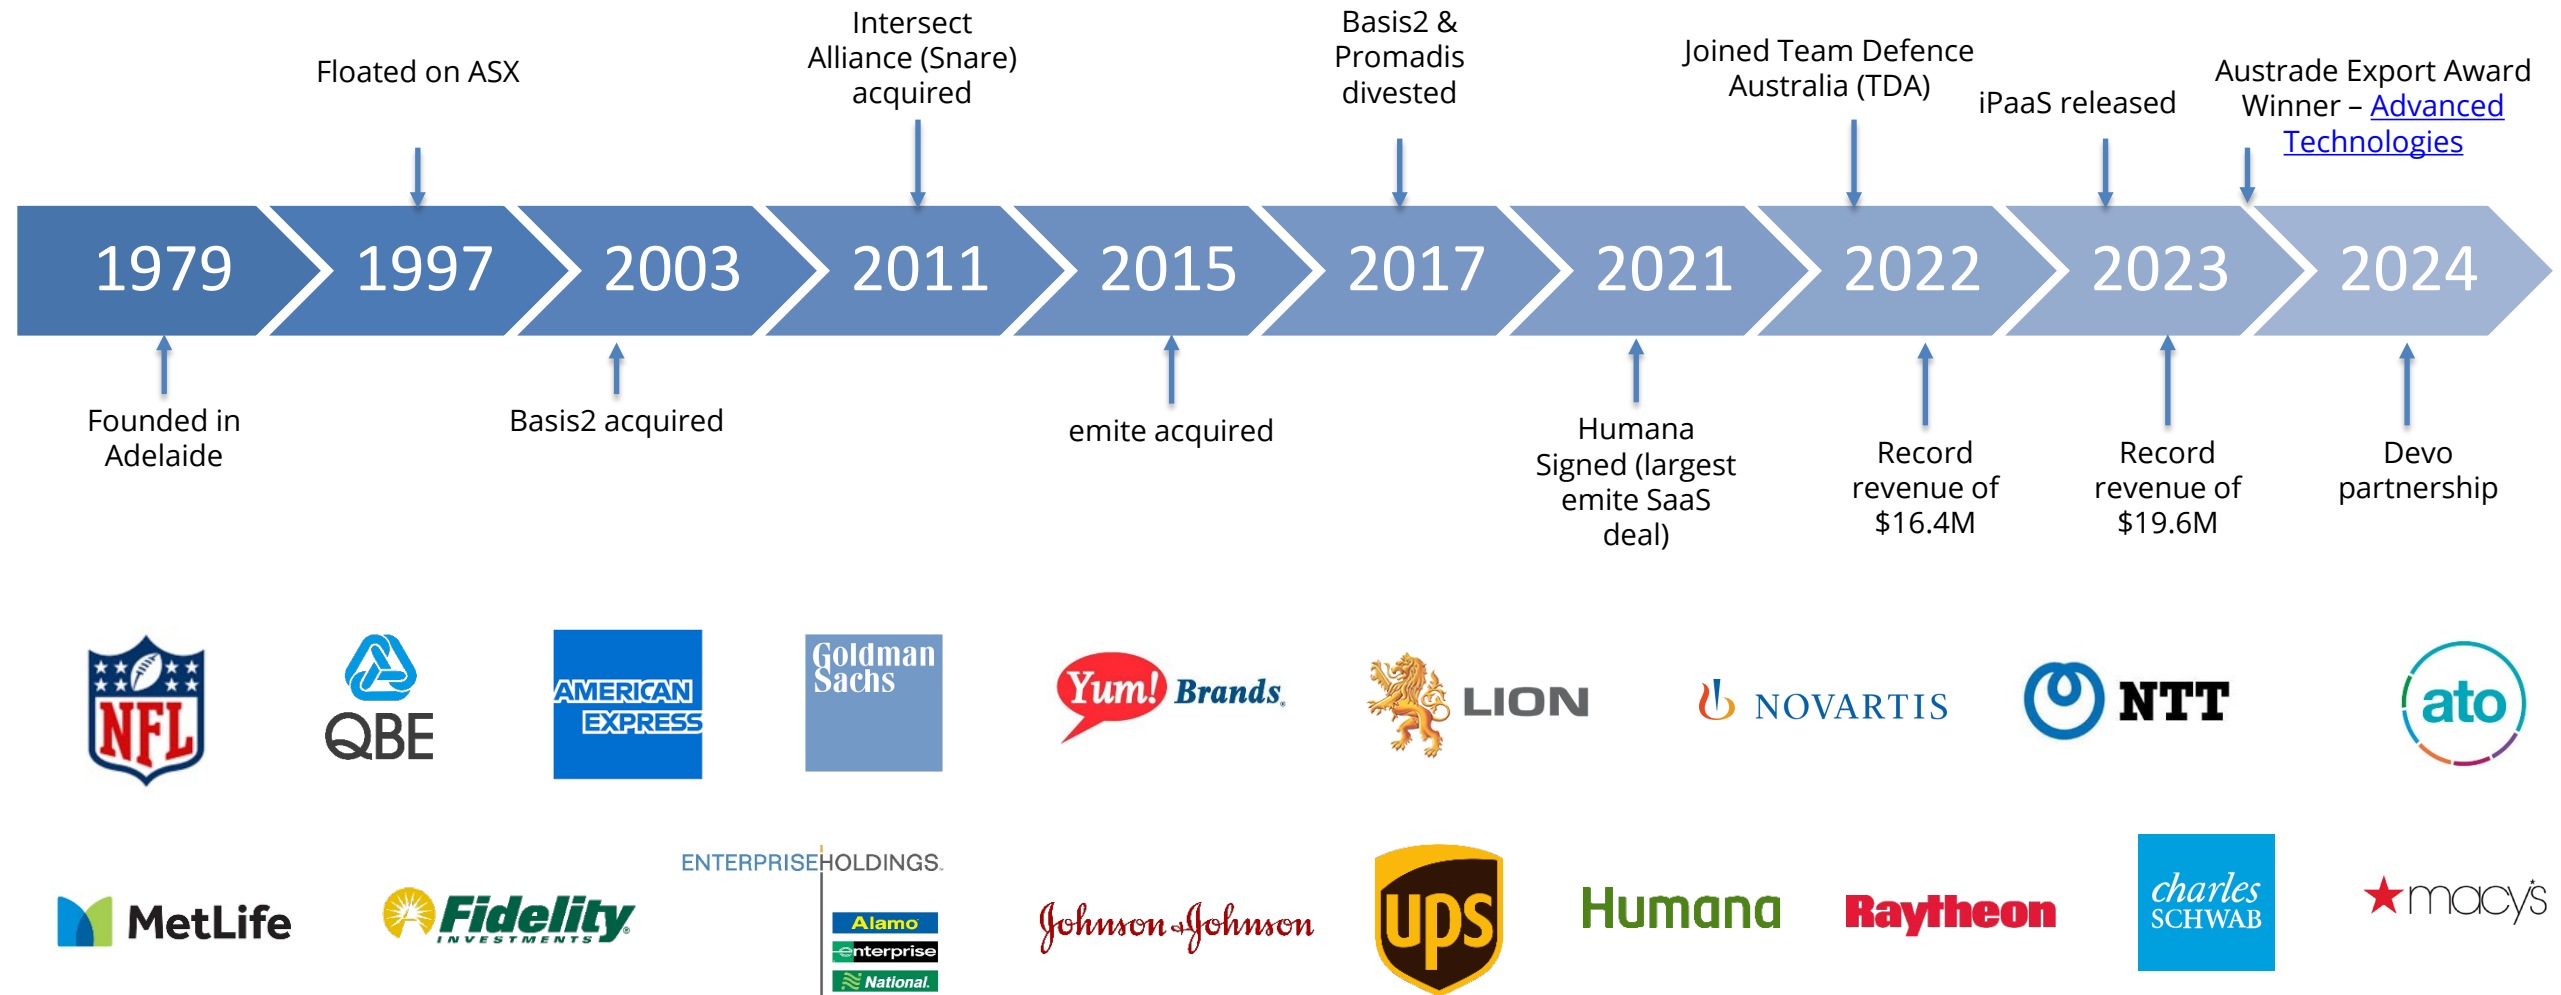 Floated on ASX
Intersect
Alliance (Snare)
acquired
Basis2 &
Promadis
divested
Joined Team Defence
Australia (TDA)
iPaaS released
Austrade Export Award
Winner – Advanced
Technologies
1979
1997
2003
2011
2015
2017
2021
2022
2023
2024
Founded in
Adelaide
Basis2 acquired
emite acquired
Humana
Signed (largest
emite SaaS
deal)
Record
revenue of
$16.4M
Record
revenue of
$19.6M
Devo
partnership
NFL
QBE
AMERICAN
EXPRESS
Goldman
Sachs
Yum! Brands
LION
NOVARTIS
NTT
ato
MetLife
Fidelity
INVESTMENTS
ENTERPRISEHOLDINGS
Alamo
enterprise
National.
Johnson & Johnson
ups
Humana
Raytheon
charles
SCHWAB
macy's